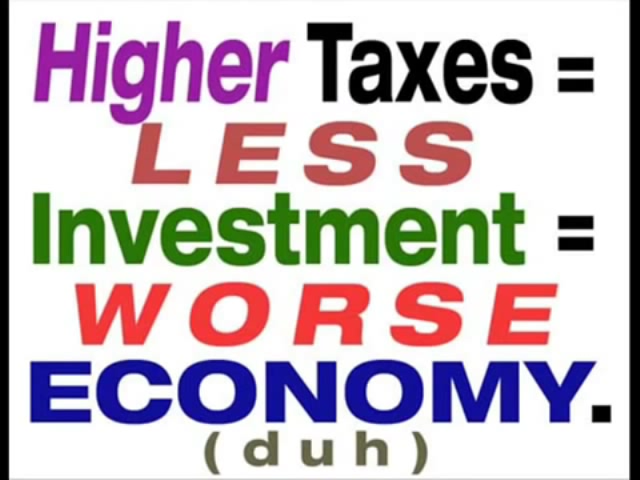 Higher Taxes =
LESS
Investment =
WORSE
ECONOMY.
(duh)